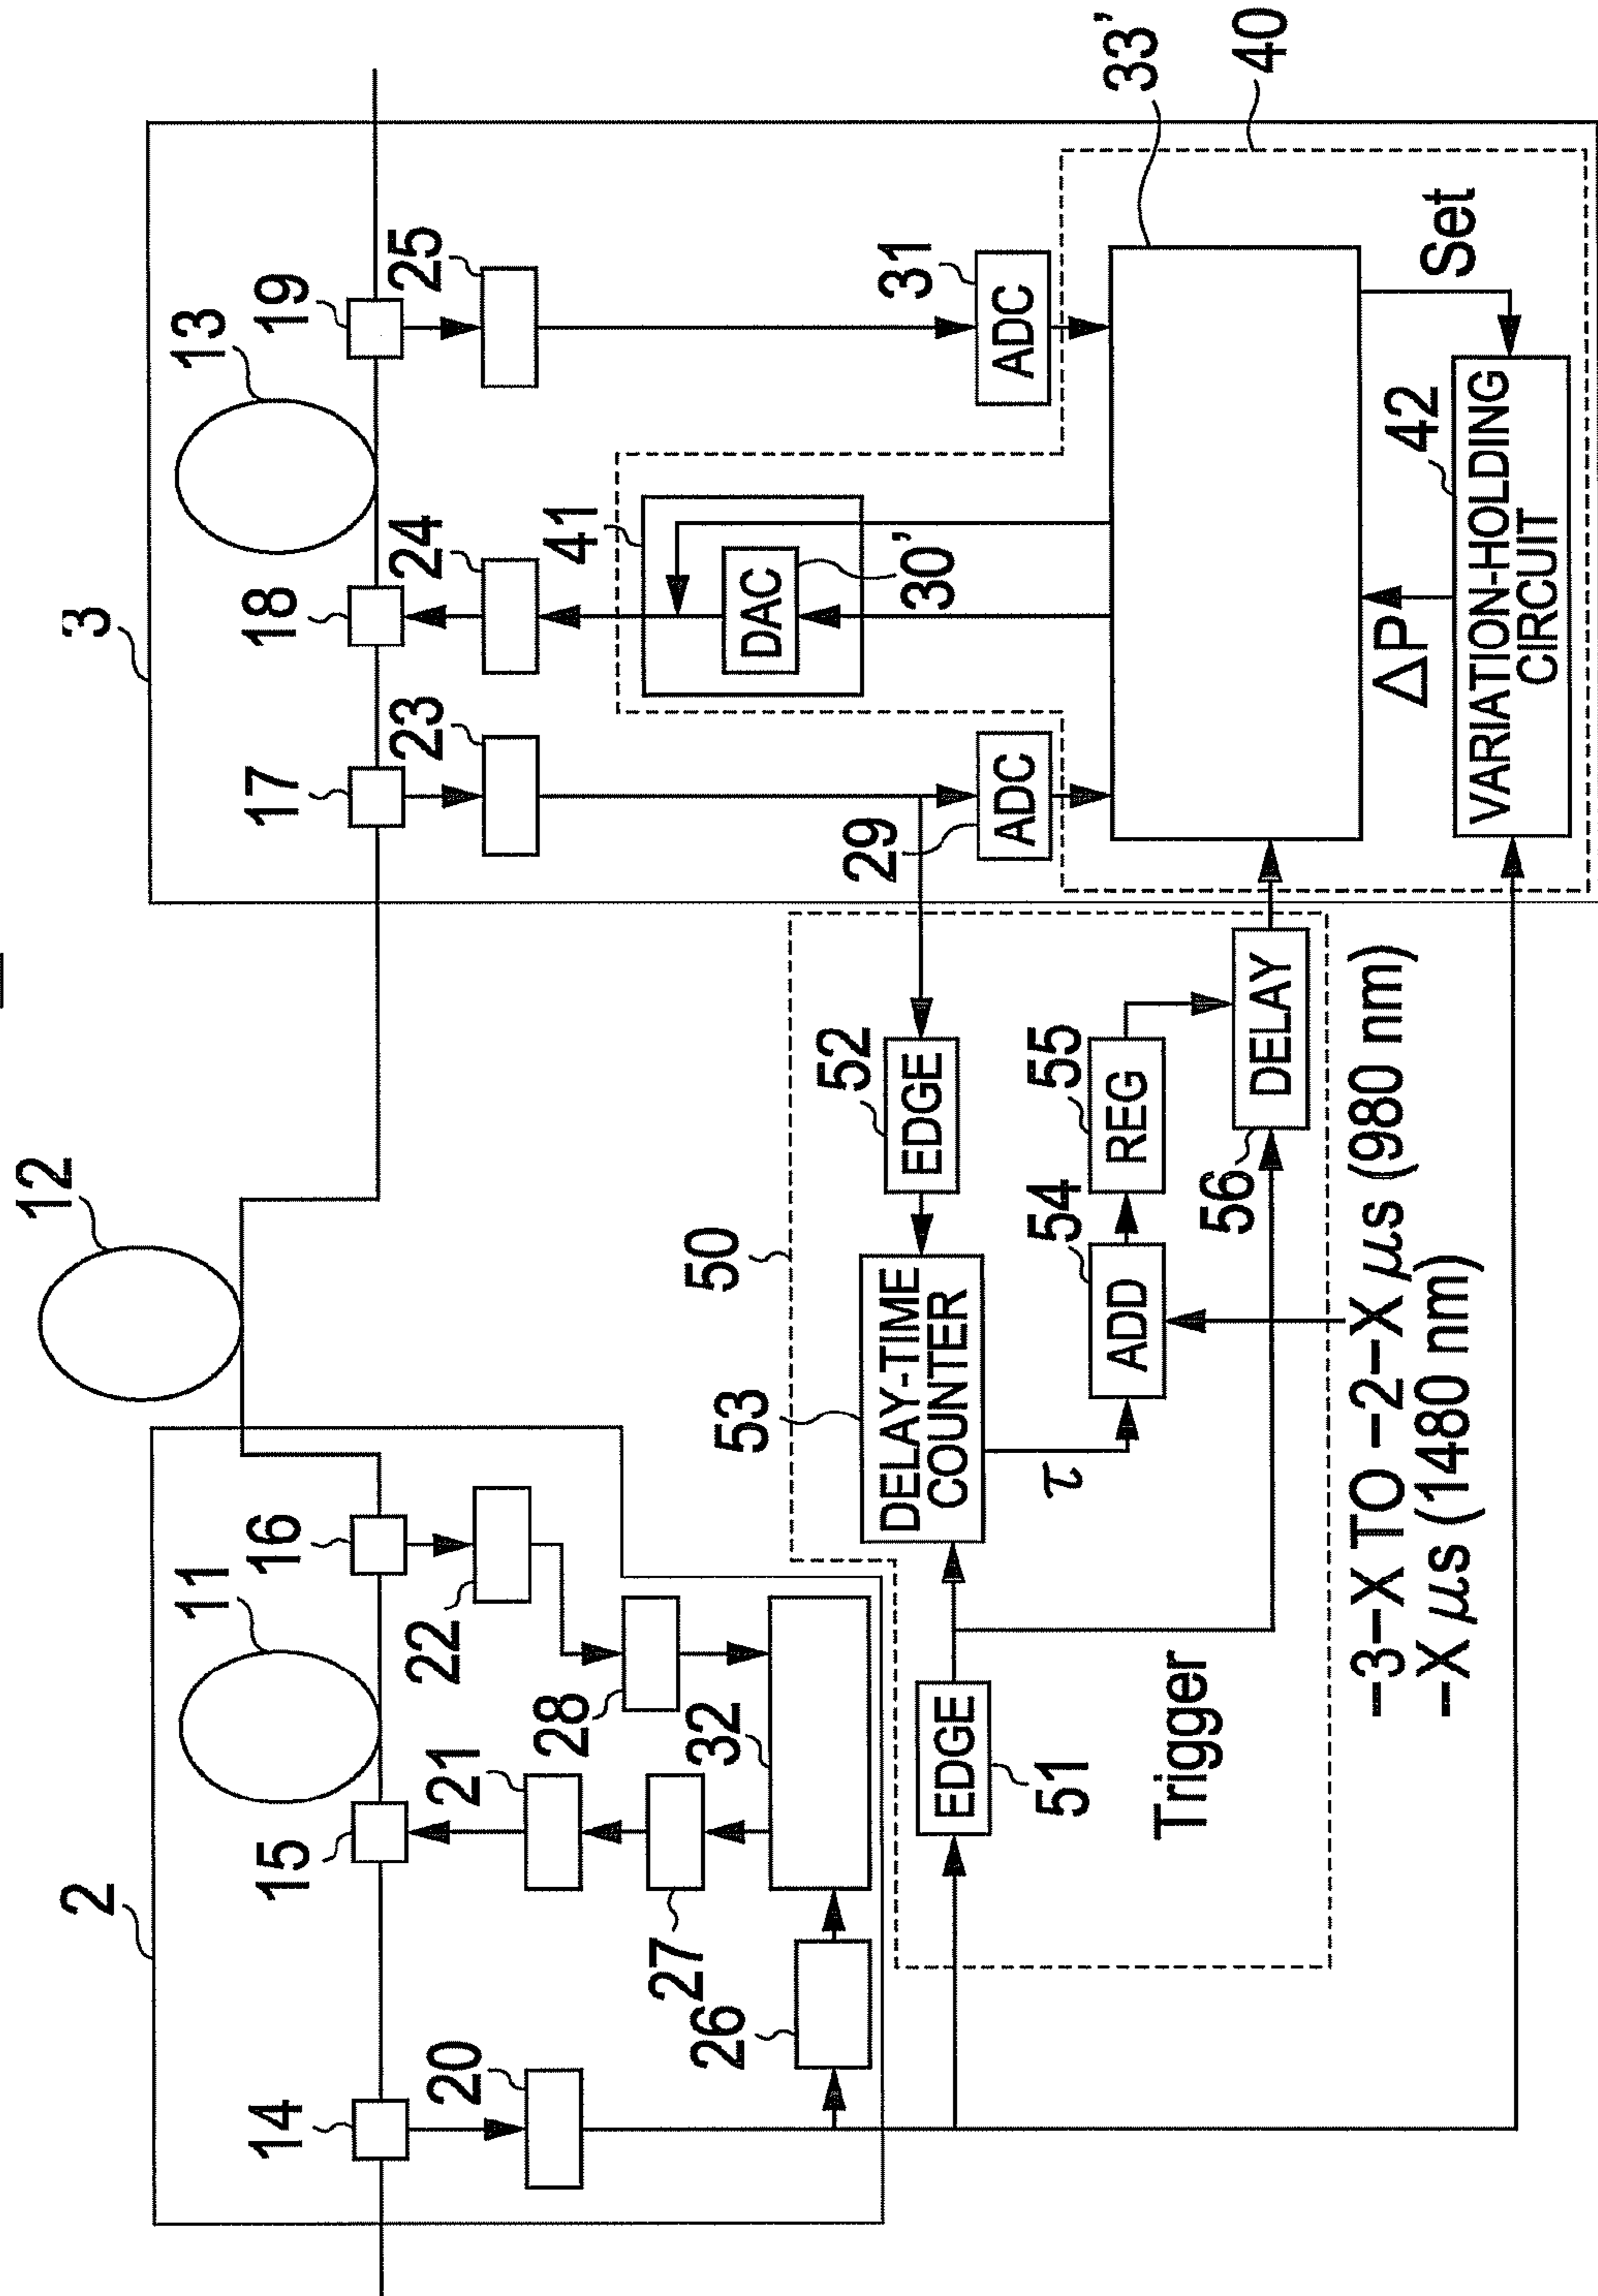 12
2
3
11
13
14
15
16
17
18
19
20
21
22
23
24
25
26
27
28
32
41
DAC
30'
29
ADC
31
ADC
33'
40
50
53
DELAY-TIME
COUNTER
52
EDGE
τ
54
ADD
55
REG
56
DELAY
EDGE
51
Trigger
-3-X TO -2-X μs (980 nm)
-X μs (1480 nm)
ΔP
Set
42
VARIATION-HOLDING
CIRCUIT